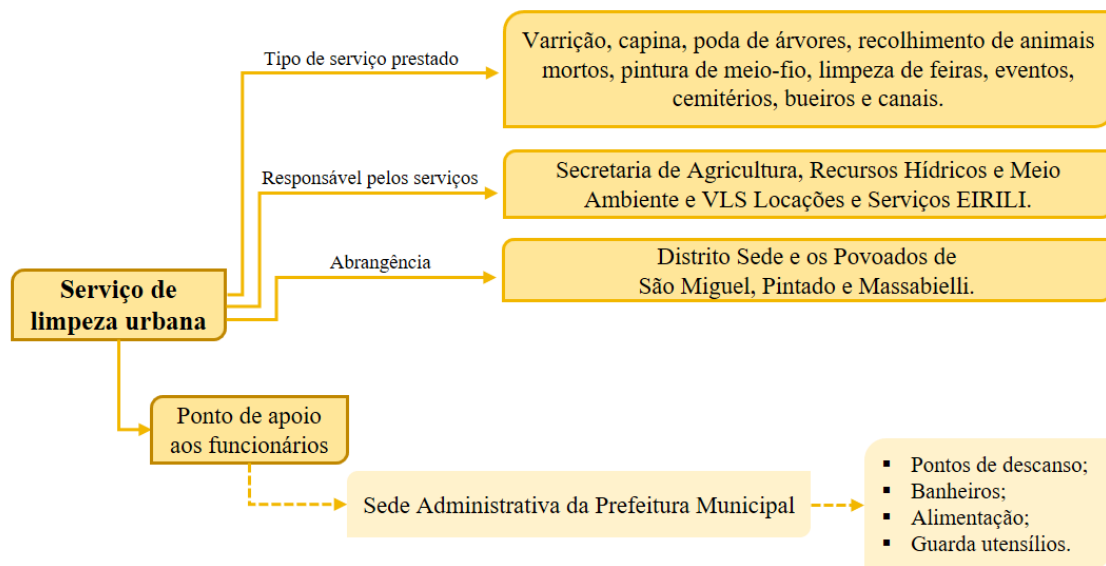 Tipo de serviço prestado
Varrição, capina, poda de árvores, recolhimento de animais
mortos, pintura de meio-fio, limpeza de feiras, eventos,
cemitérios, bueiros e canais.
Responsável pelos serviços
Secretaria de Agricultura, Recursos Hídricos e Meio
Ambiente e VLS Locações e Serviços EIRILI.
Abrangência
Distrito Sede e os Povoados de
São Miguel, Pintado e Massabielli.
Serviço de
limpeza urbana
Ponto de apoio
aos funcionários
Sede Administrativa da Prefeitura Municipal
▪ Pontos de descanso;
▪ Banheiros;
▪ Alimentação;
▪ Guarda utensílios.